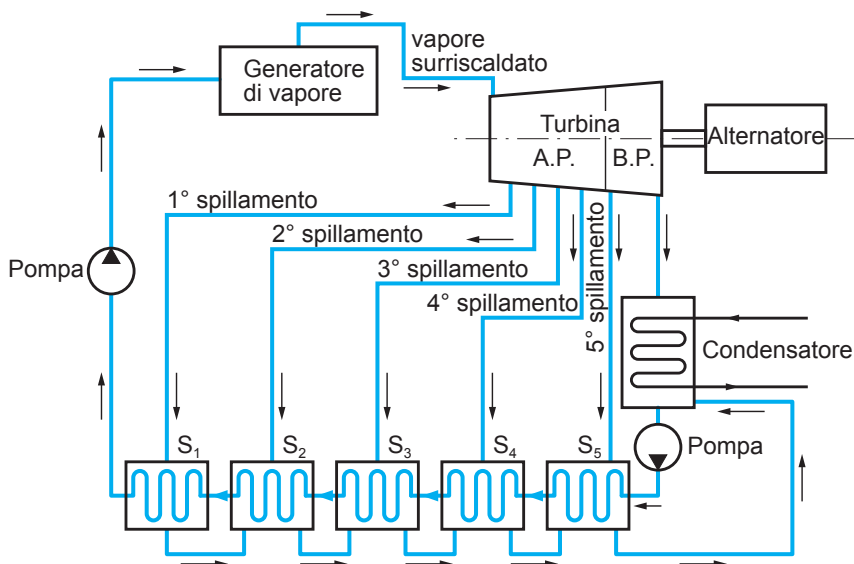 vapore
surriscaldato
Generatore
di vapore
Turbina
A.P.
B.P.
Alternatore
1° spillamento
2° spillamento
3° spillamento
4° spillamento
5° spillamento
Pompa
Condensatore
Pompa
S₁
S₂
S₃
S₄
S₅